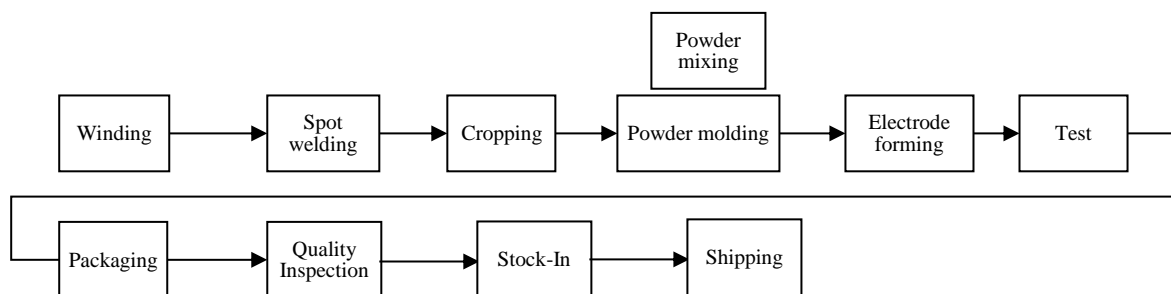 Powder
mixing
Winding
Spot
welding
Cropping
Powder molding
Electrode
forming
Test
Packaging
Quality
Inspection
Stock-In
Shipping